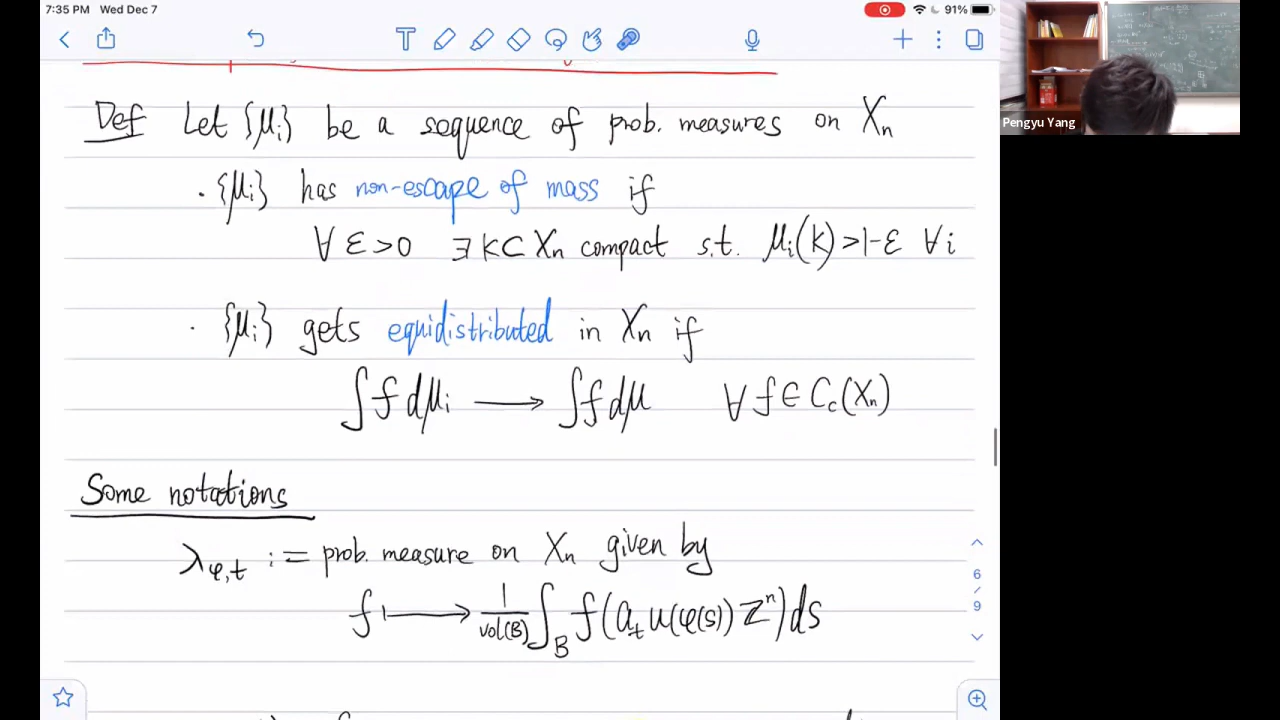 7:35 PM Wed Dec 7
91%
Def Let {μi} be a sequence of prob. measures on Xn
· {μi} has non-escape of mass if
∀ ε>0 ∃ K⊂ Xn compact s.t. μi(K)>1-ε ∀i
· {μi} gets equidistributed in Xn if
∫f dμi ⟶ ∫f dμ ∀ f∈ Cc(Xn)
Some notations
λφ,t := prob. measure on Xn given by
f ⟼ 1/vol(B) ∫B f(at u(φ(s)) ℤⁿ) ds
6
/
9
Pengyu Yang